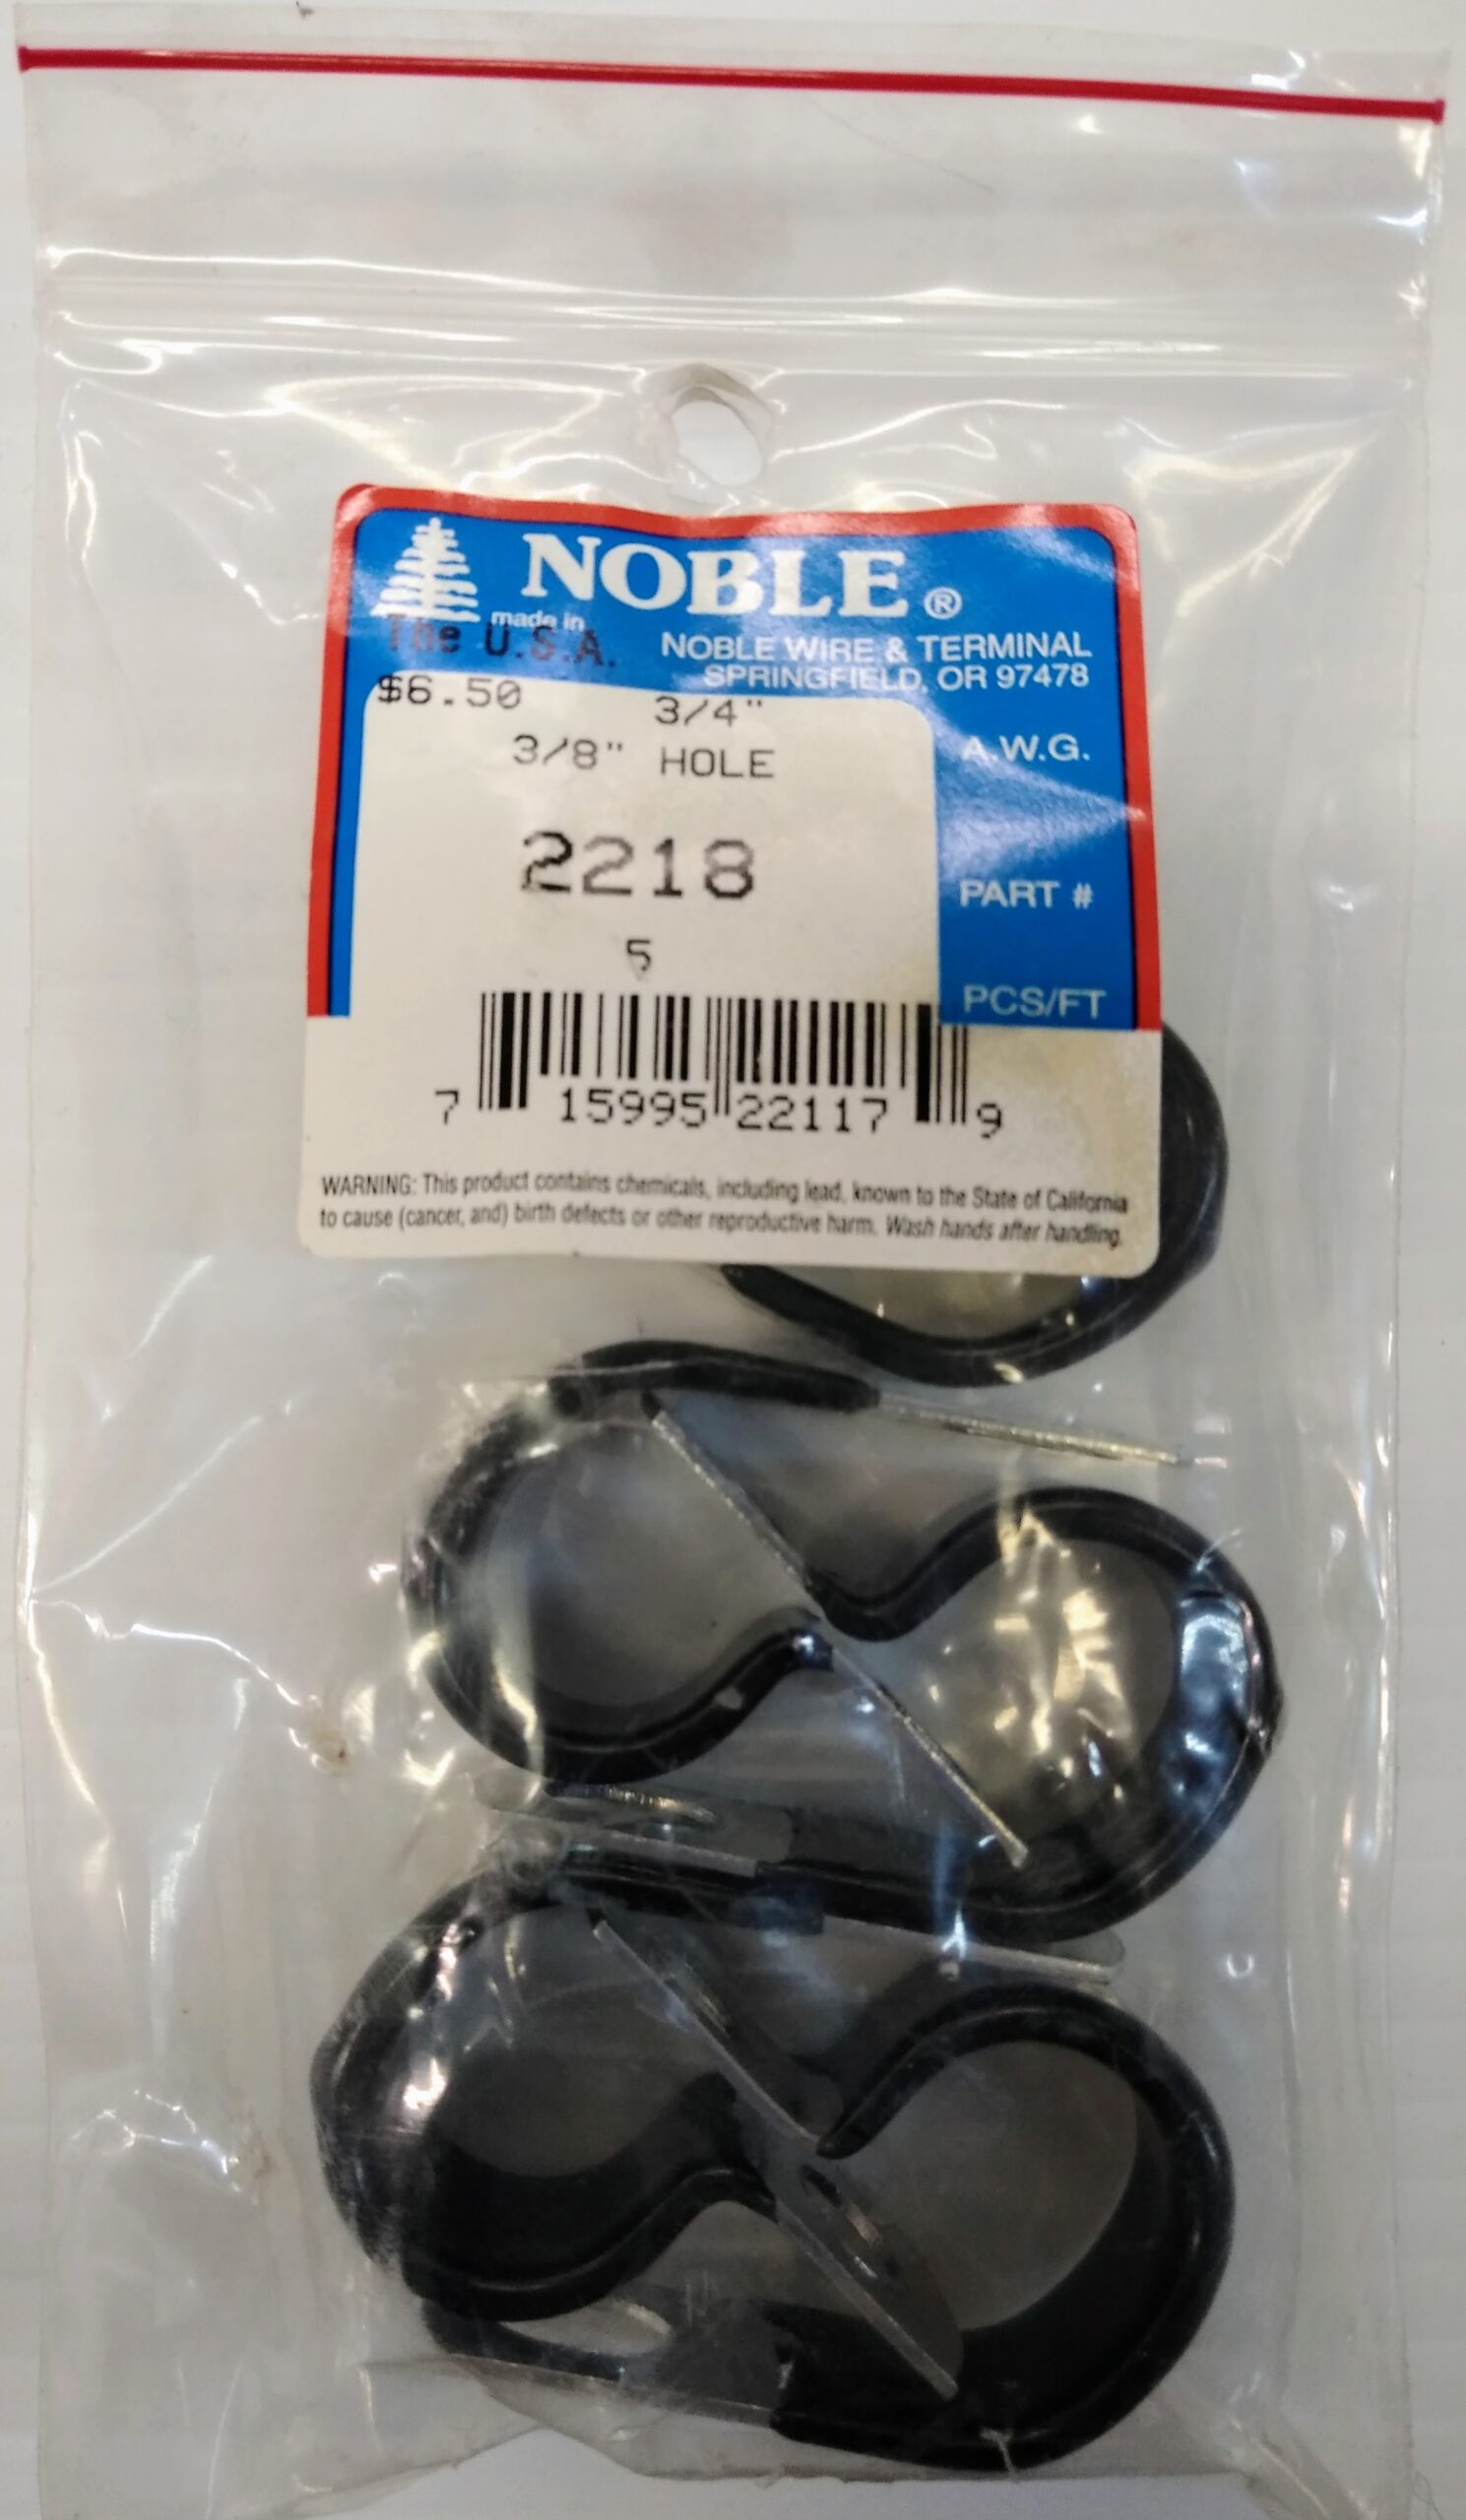 NOBLE®
made in
The U.S.A.
NOBLE WIRE & TERMINAL
SPRINGFIELD, OR 97478
$6.50 3/4"
3/8" HOLE
A.W.G.
2218
PART #
5
PCS/FT
7 15995 22117 9
WARNING: This product contains chemicals, including lead, known to the State of California
to cause (cancer, and) birth defects or other reproductive harm. Wash hands after handling.